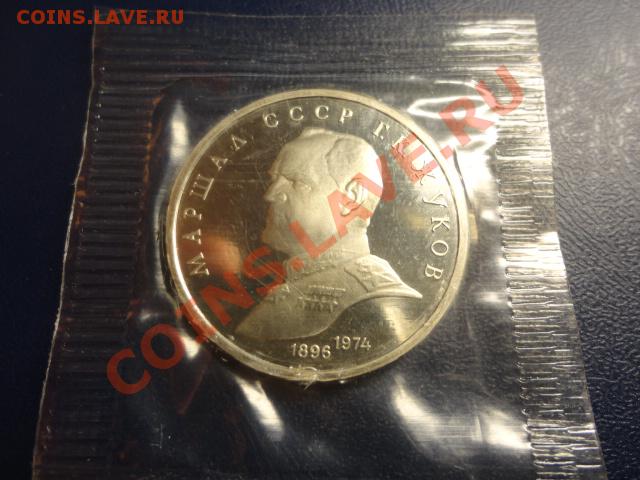 COINS.LAVE.RU
МАРШАЛ СССР Г.К.ЖУКОВ
1896 1974
COINS.LAVE.RU